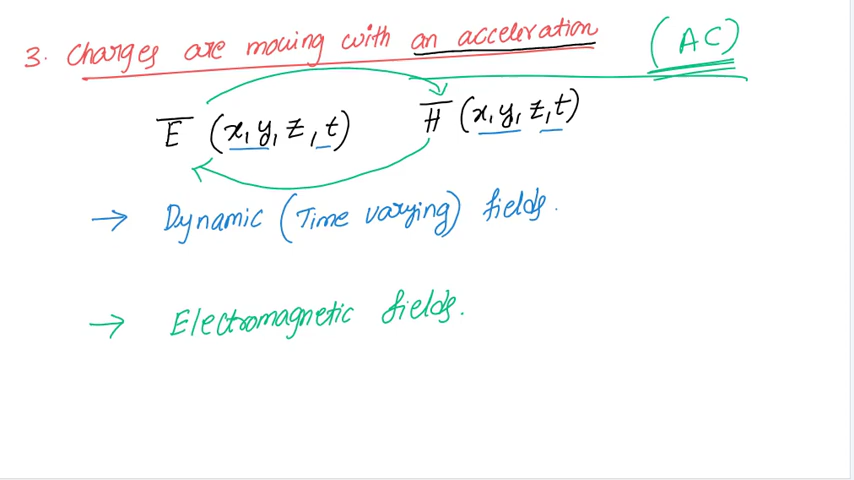 3. Charges are moving with an acceleration (AC)
E̅ (x, y, z, t) H̅ (x, y, z, t)
→ Dynamic (Time varying) fields.
→ Electromagnetic fields.